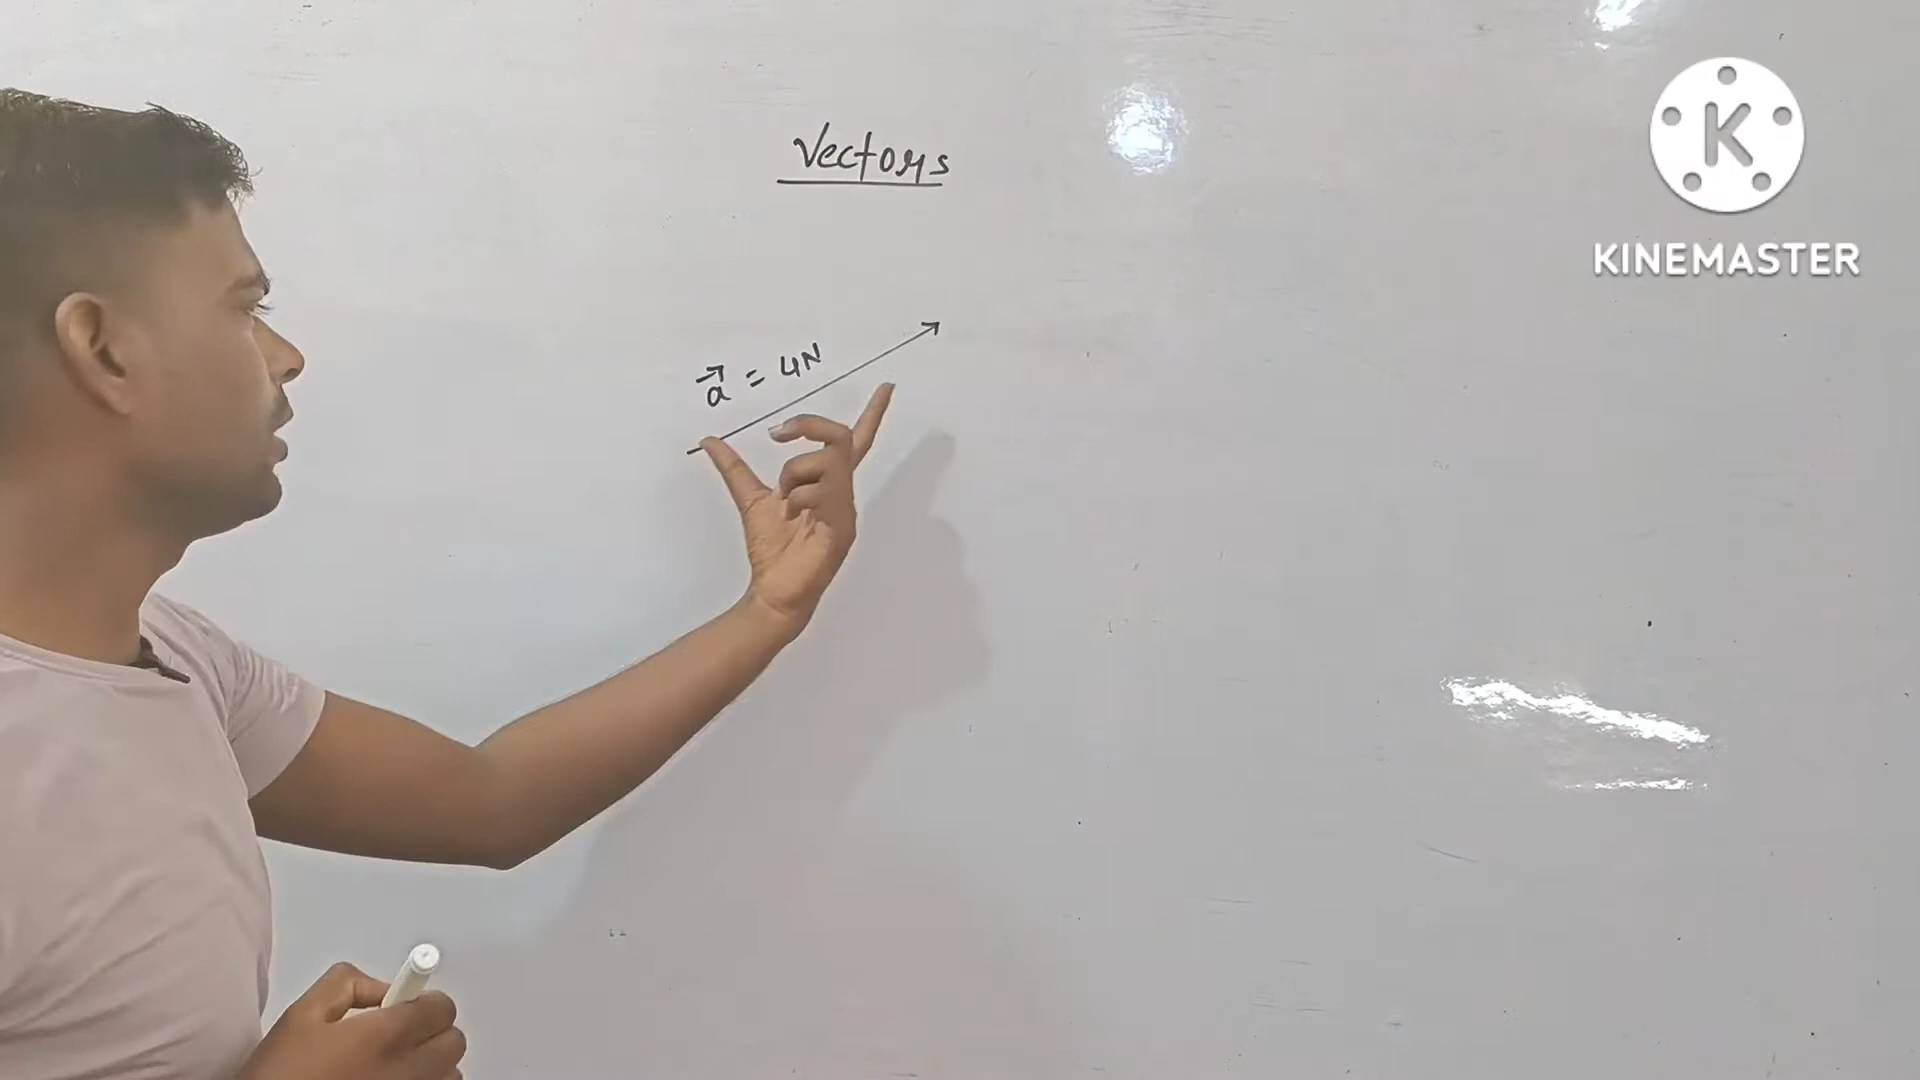 Vectors
a⃗ = 4N
K
KINEMASTER